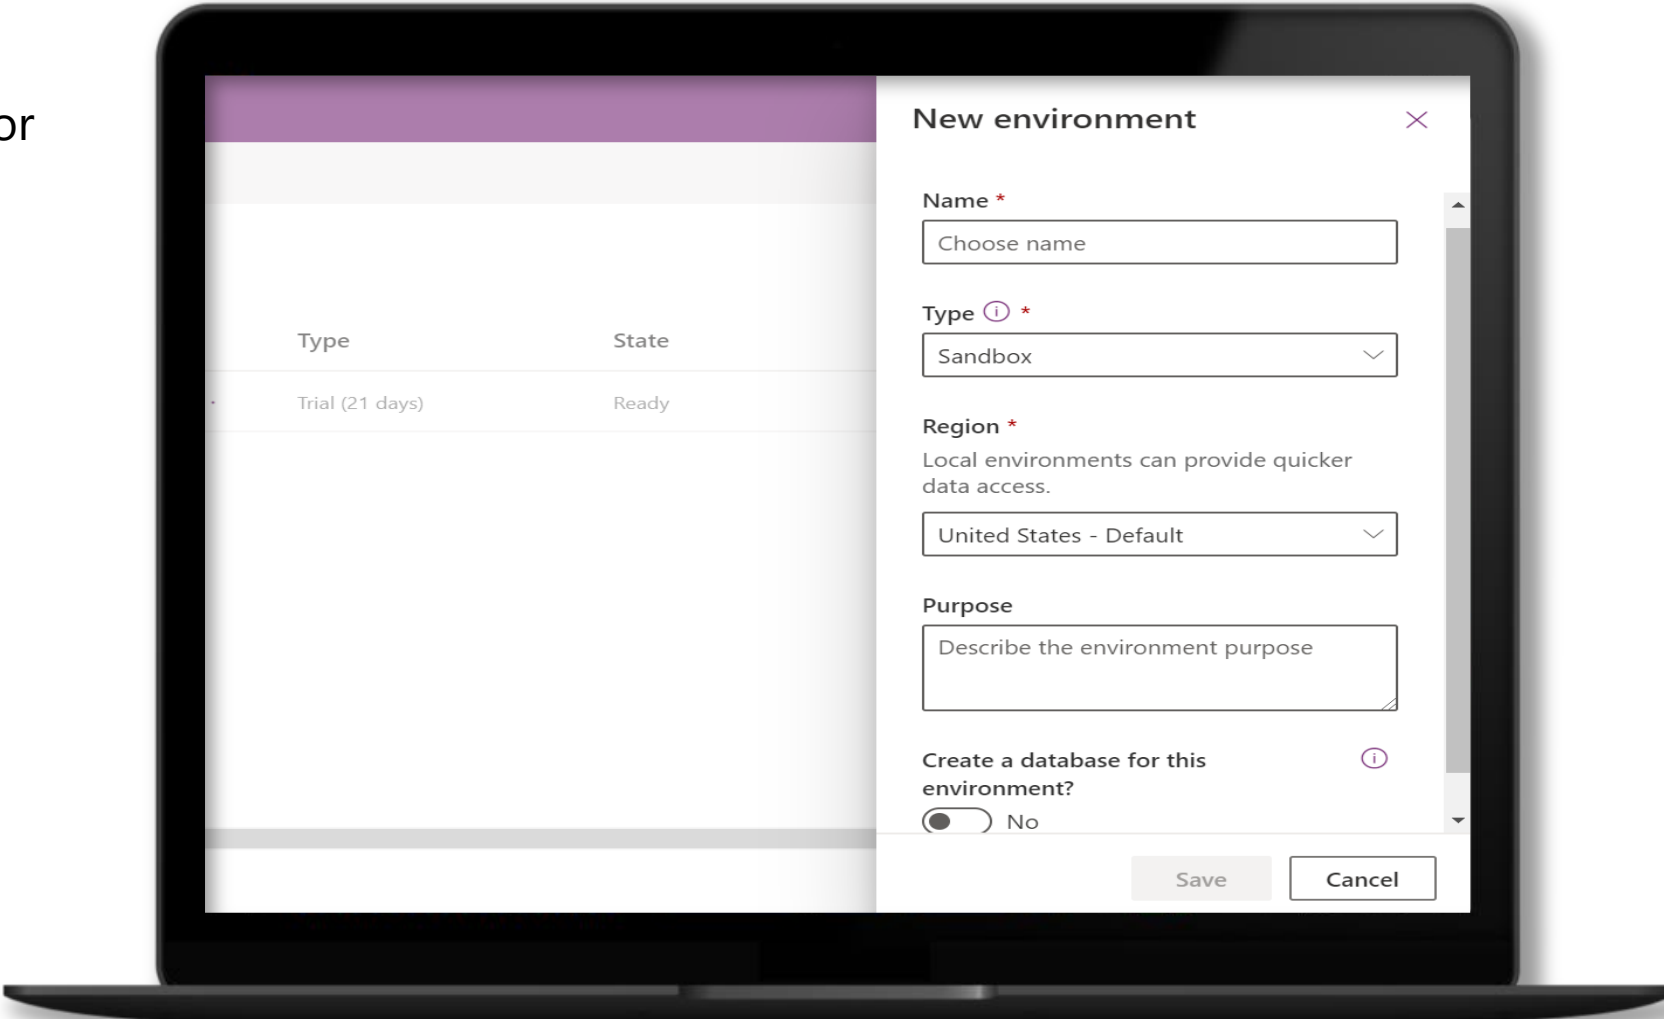 or
New environment
Name *
Choose name
Type *
Sandbox
Region *
Local environments can provide quicker
data access.
United States - Default
Purpose
Describe the environment purpose
Create a database for this
environment?
No
Save Cancel
Type State
Trial (21 days) Ready